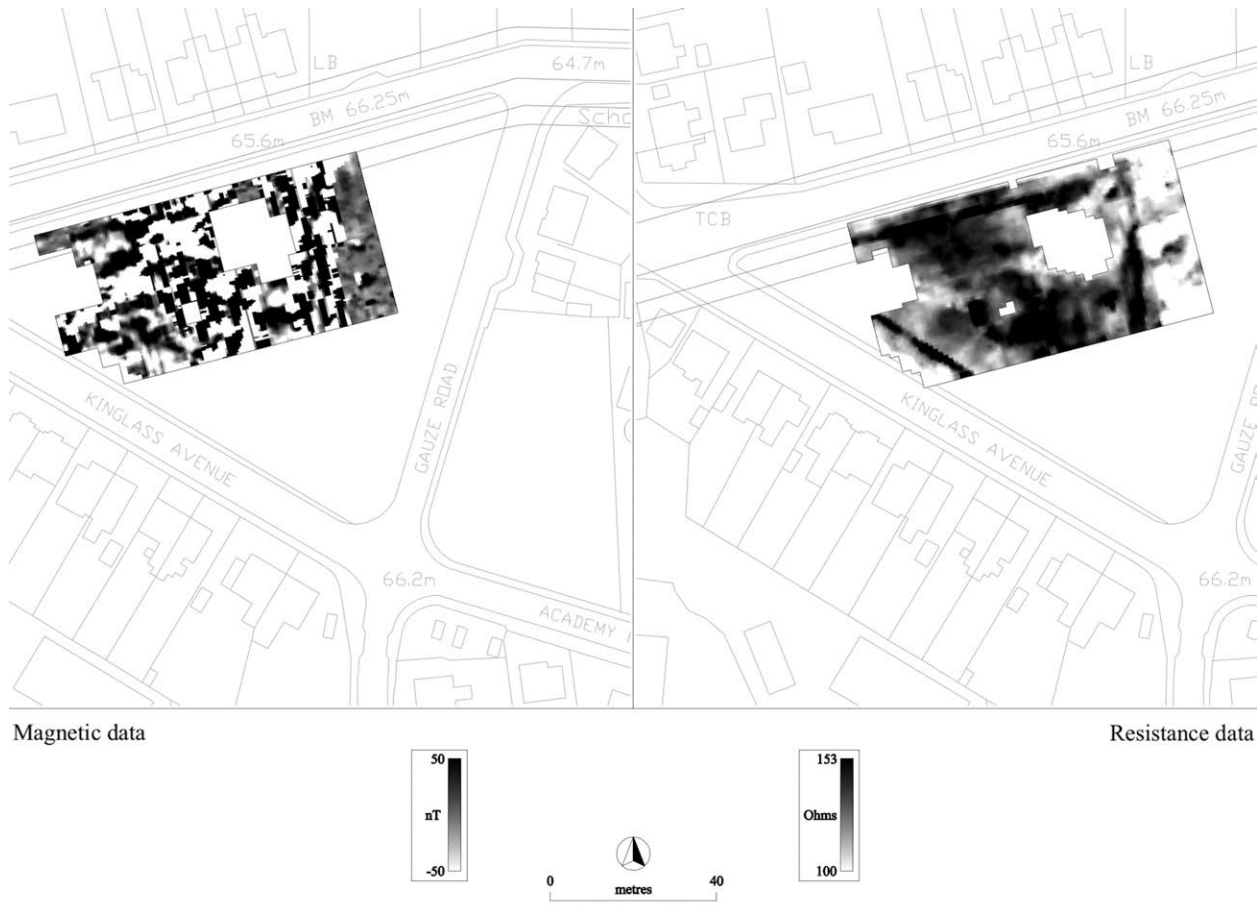 LB
64.7m
BM 66.25m
65.6m
Scho
KINGLASS AVENUE
GAUZE ROAD
66.2m
ACADEMY
LB
BM 66.25m
65.6m
TCB
KINGLASS AVENUE
GAUZE
66.2m
Magnetic data
Resistance data
50
nT
-50
153
Ohms
100
0
metres
40